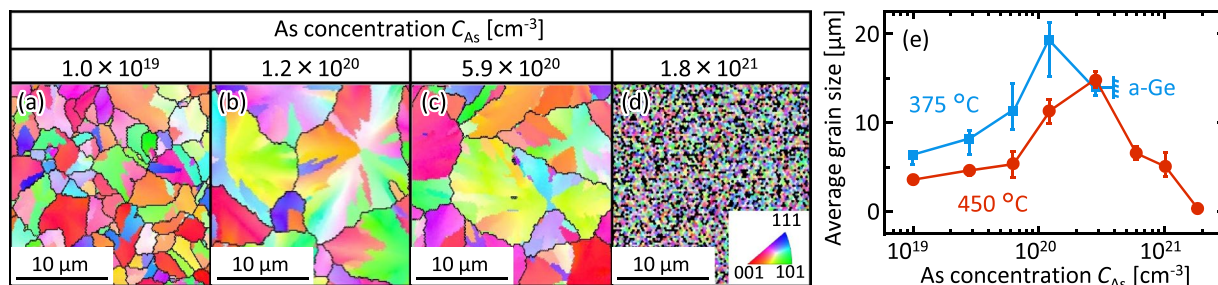 As concentration C_As [cm⁻³]
1.0 × 10¹⁹ 1.2 × 10²⁰ 5.9 × 10²⁰ 1.8 × 10²¹
(a) (b) (c) (d)
111
001 101
10 μm 10 μm 10 μm 10 μm
Average grain size [μm]
20
10
0
(e)
a-Ge
375 °C
450 °C
10¹⁹ 10²⁰ 10²¹
As concentration C_As [cm⁻³]